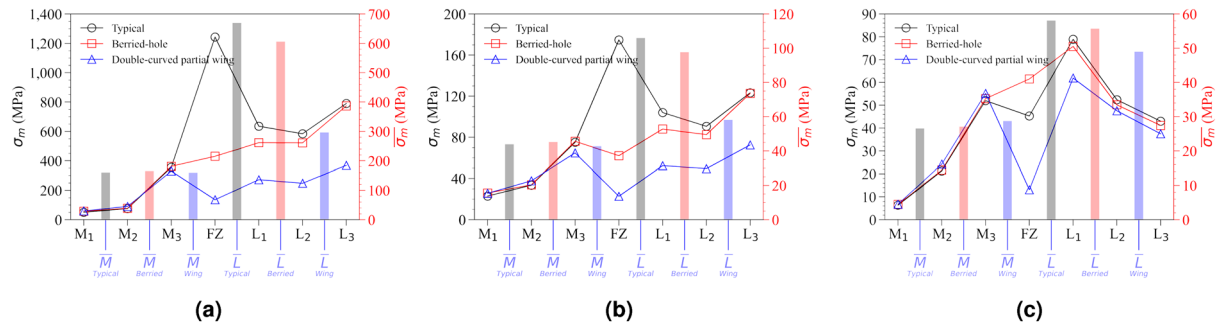 1,400
1,200
1,000
800
600
400
200
0
σm (MPa)
Typical
Berried-hole
Double-curved partial wing
700
600
500
400
300
200
100
0
σm (MPa)
M1 M2 M3 FZ L1 L2 L3
M M M L L L
Typical Berried Wing Typical Berried Wing
(a)
200
160
120
80
40
0
σm (MPa)
Typical
Berried-hole
Double-curved partial wing
120
100
80
60
40
20
0
σm (MPa)
M1 M2 M3 FZ L1 L2 L3
M M M L L L
Typical Berried Wing Typical Berried Wing
(b)
90
80
70
60
50
40
30
20
10
0
σm (MPa)
Typical
Berried-hole
Double-curved partial wing
60
50
40
30
20
10
0
σm (MPa)
M1 M2 M3 FZ L1 L2 L3
M M M L L L
Typical Berried Wing Typical Berried Wing
(c)